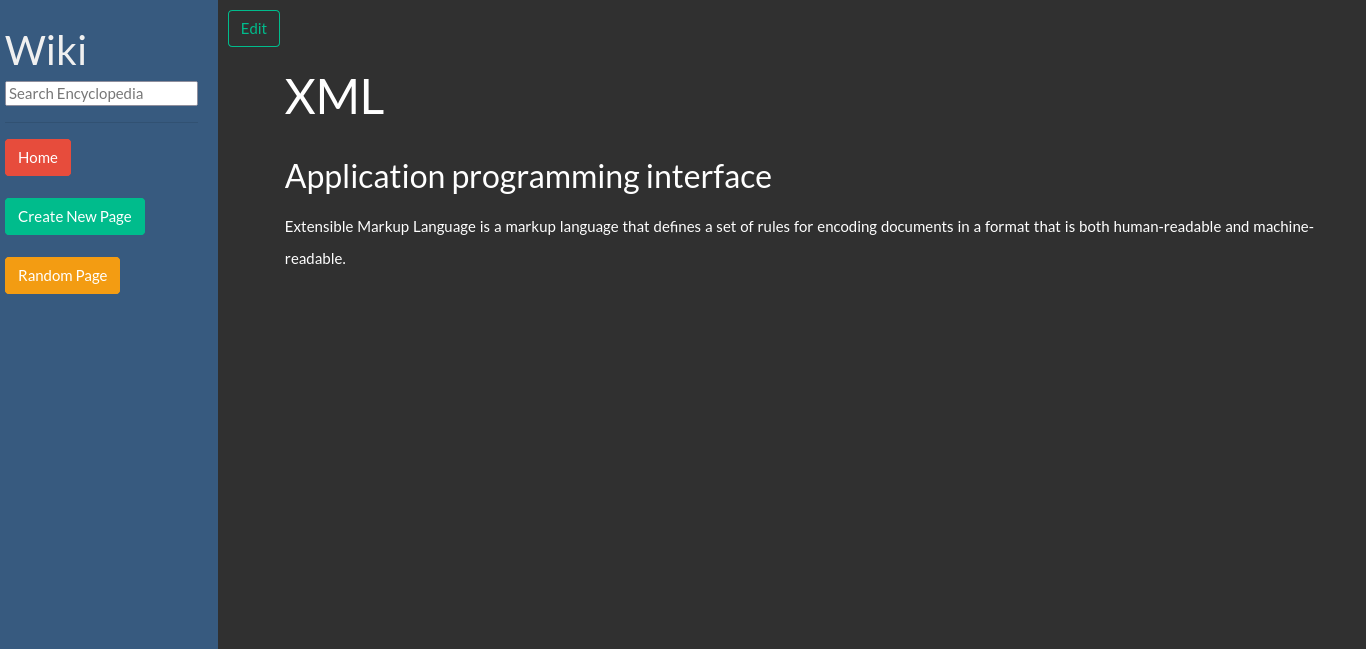 Wiki
Search Encyclopedia
Home
Create New Page
Random Page
Edit
XML
Application programming interface
Extensible Markup Language is a markup language that defines a set of rules for encoding documents in a format that is both human-readable and machine-
readable.